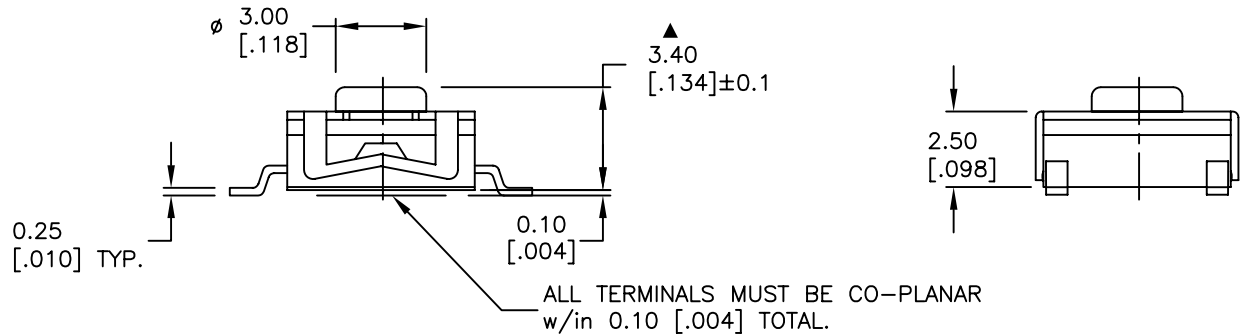 ø 3.00
[.118]
▲
3.40
[.134]±0.1
2.50
[.098]
0.25
[.010] TYP.
0.10
[.004]
ALL TERMINALS MUST BE CO-PLANAR
w/in 0.10 [.004] TOTAL.